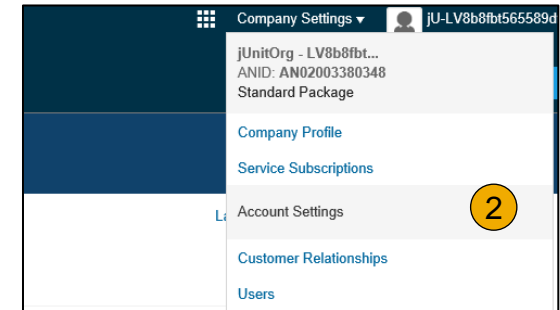 Company Settings ▾ jU-LV8b8fbt565589d
jUnitOrg - LV8b8fbt...
ANID: AN02003380348
Standard Package
Company Profile
Service Subscriptions
Account Settings
2
La
Customer Relationships
Users